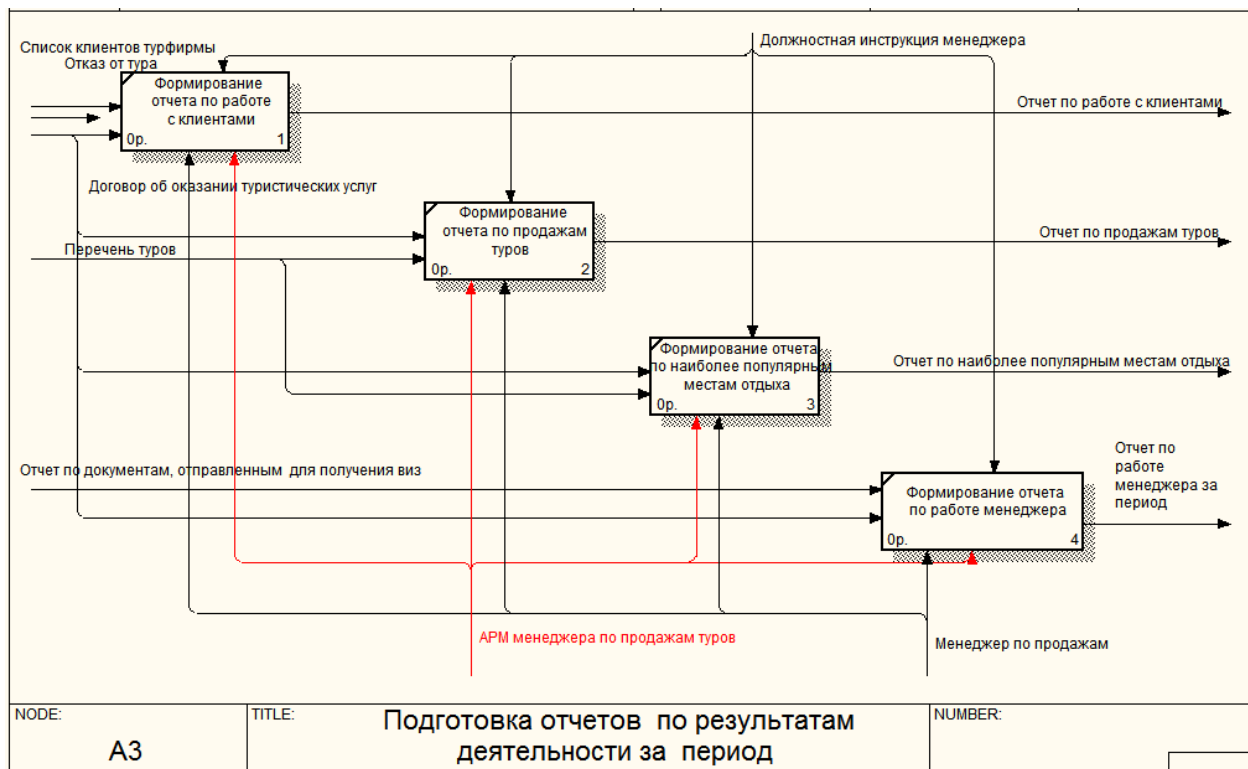 Список клиентов турфирмы
Отказ от тура
Должностная инструкция менеджера
Формирование
отчета по работе
с клиентами
0р.
1
Отчет по работе с клиентами
Договор об оказании туристических услуг
Формирование
отчета по продажам
туров
0р.
2
Отчет по продажам туров
Перечень туров
Формирование отчета
по наиболее популярным
местам отдыха
0р.
3
Отчет по наиболее популярным местам отдыха
Отчет по документам, отправленным для получения виз
Формирование отчета
по работе менеджера
0р.
4
Отчет по
работе
менеджера за
период
АРМ менеджера по продажам туров
Менеджер по продажам
NODE:
A3
TITLE:
Подготовка отчетов по результатам
деятельности за период
NUMBER: